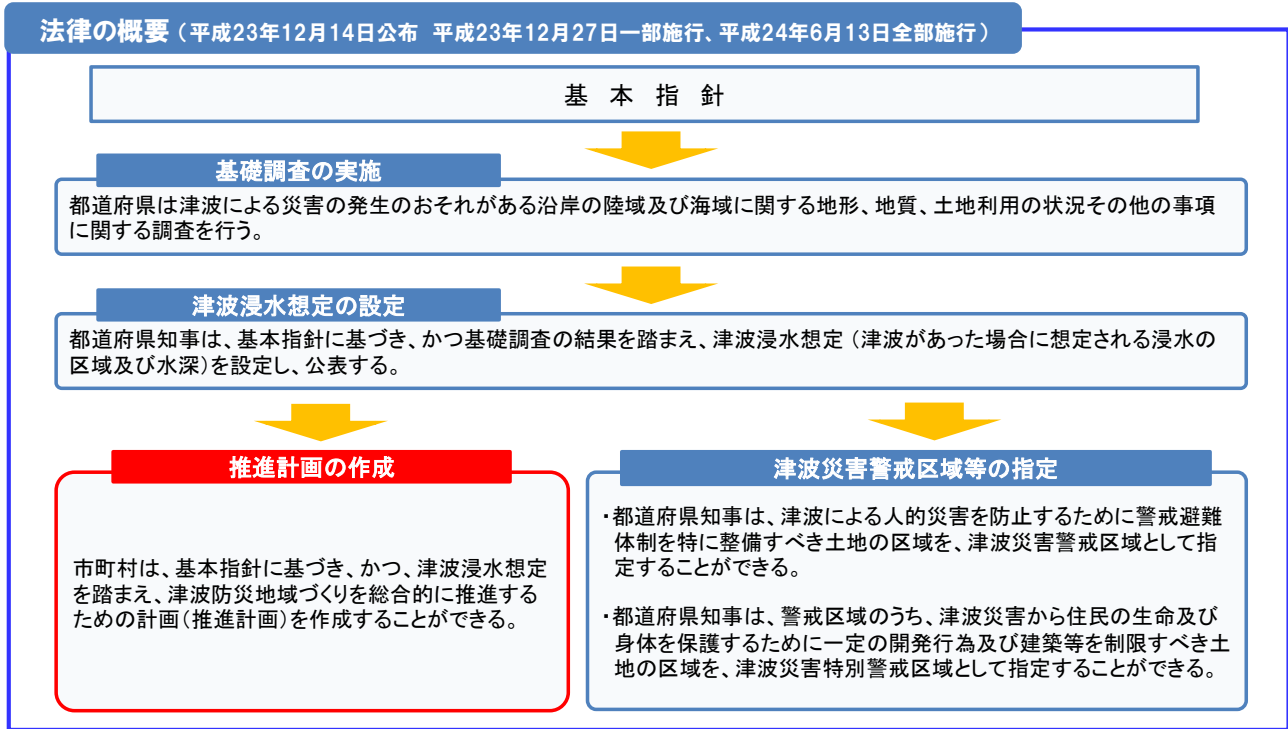 法律の概要（平成23年12月14日公布 平成23年12月27日一部施行、平成24年6月13日全部施行）
基 本 指 針
基礎調査の実施
都道府県は津波による災害の発生のおそれがある沿岸の陸域及び海域に関する地形、地質、土地利用の状況その他の事項
に関する調査を行う。
津波浸水想定の設定
都道府県知事は、基本指針に基づき、かつ基礎調査の結果を踏まえ、津波浸水想定（津波があった場合に想定される浸水の
区域及び水深）を設定し、公表する。
推進計画の作成
市町村は、基本指針に基づき、かつ、津波浸水想定
を踏まえ、津波防災地域づくりを総合的に推進する
ための計画（推進計画）を作成することができる。
津波災害警戒区域等の指定
・都道府県知事は、津波による人的災害を防止するために警戒避難
体制を特に整備すべき土地の区域を、津波災害警戒区域として指
定することができる。
・都道府県知事は、警戒区域のうち、津波災害から住民の生命及び
身体を保護するために一定の開発行為及び建築等を制限すべき土
地の区域を、津波災害特別警戒区域として指定することができる。